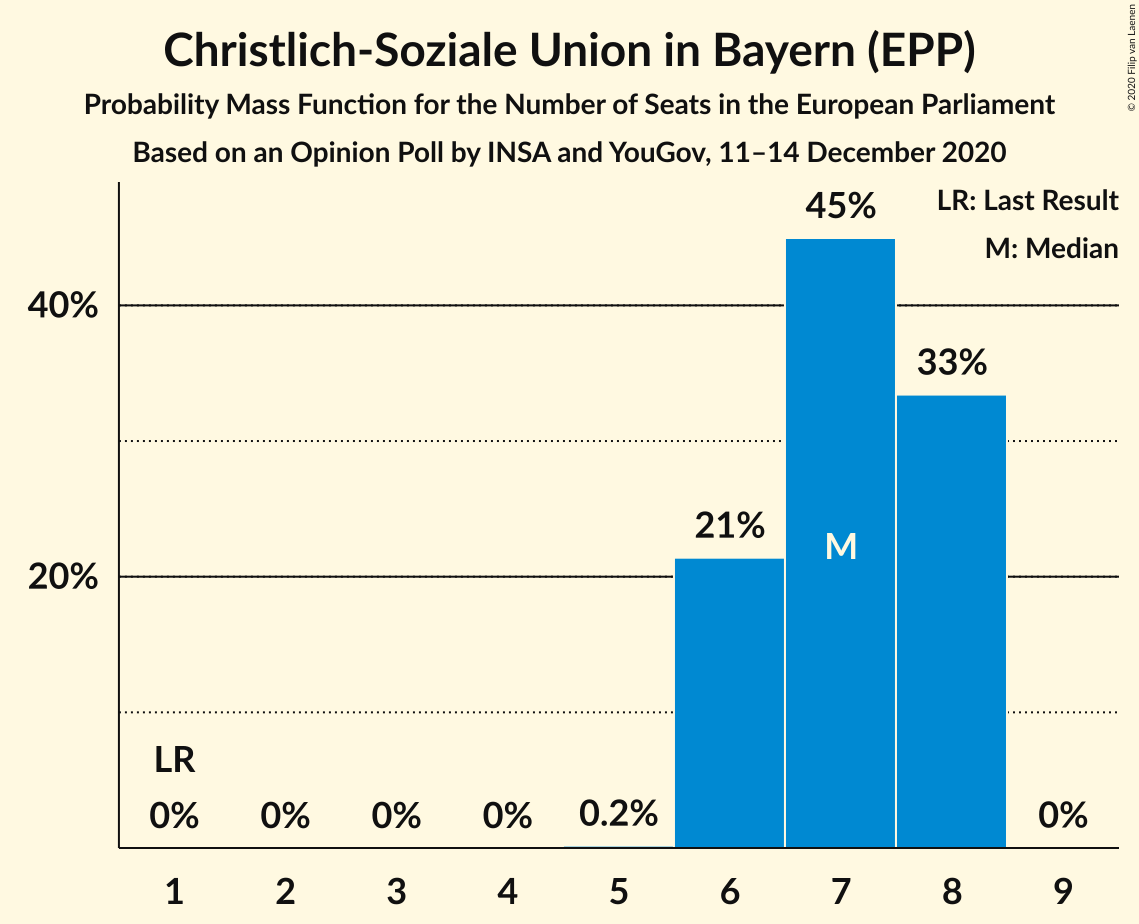 Christlich-Soziale Union in Bayern (EPP)
Probability Mass Function for the Number of Seats in the European Parliament
Based on an Opinion Poll by INSA and YouGov, 11–14 December 2020
© 2020 Filip van Laenen
LR: Last Result
M: Median
45%
40%
33%
21%
M
20%
LR
0% 0% 0% 0% 0.2% 0%
1 2 3 4 5 6 7 8 9